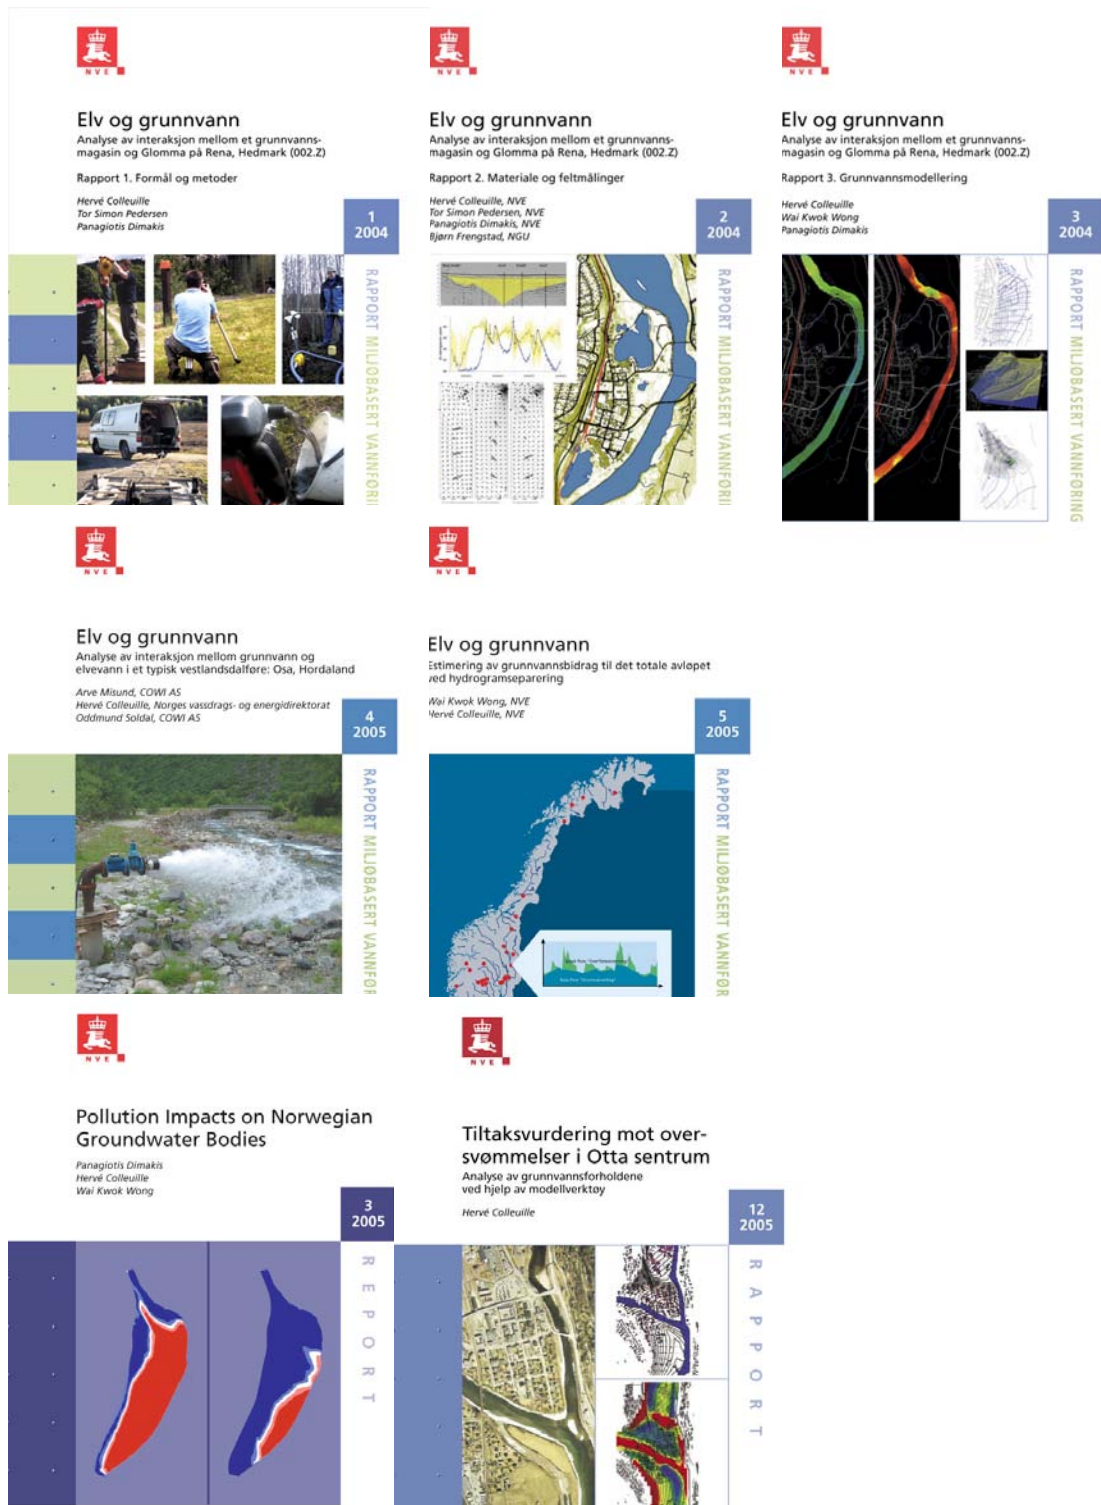 NVE
Elv og grunnvann
Analyse av interaksjon mellom et grunnvanns-
magasin og Glomma på Rena, Hedmark (002.Z)
Rapport 1. Formål og metoder
Hervé Colleuille
Tor Simon Pedersen
Panagiotis Dimakis
1
2004
RAPPORT MILJØBASERT VANNFØRI
NVE
Elv og grunnvann
Analyse av interaksjon mellom et grunnvanns-
magasin og Glomma på Rena, Hedmark (002.Z)
Rapport 2. Materiale og feltmålinger
Hervé Colleuille, NVE
Tor Simon Pedersen, NVE
Panagiotis Dimakis, NVE
Bjørn Frengstad, NGU
2
2004
RAPPORT MILJØBASERT VANNFØRI
NVE
Elv og grunnvann
Analyse av interaksjon mellom et grunnvanns-
magasin og Glomma på Rena, Hedmark (002.Z)
Rapport 3. Grunnvannsmodellering
Hervé Colleuille
Wai Kwok Wong
Panagiotis Dimakis
3
2004
RAPPORT MILJØBASERT VANNFØRING
NVE
Elv og grunnvann
Analyse av interaksjon mellom grunnvann og
elvevann i et typisk vestlandsdalføre: Osa, Hordaland
Arve Misund, COWI AS
Hervé Colleuille, Norges vassdrags- og energidirektorat
Oddmund Soldal, COWI AS
4
2005
RAPPORT MILJØBASERT VANNFØR
NVE
Elv og grunnvann
Estimering av grunnvannsbidrag til det totale avløpet
ved hydrogramseparering
Wai Kwok Wong, NVE
Hervé Colleuille, NVE
5
2005
RAPPORT MILJØBASERT VANNFØR
NVE
Pollution Impacts on Norwegian
Groundwater Bodies
Panagiotis Dimakis
Hervé Colleuille
Wai Kwok Wong
3
2005
REPORT
NVE
Tiltaksvurdering mot over-
svømmelser i Otta sentrum
Analyse av grunnvannsforholdene
ved hjelp av modellverktøy
Hervé Colleuille
12
2005
RAPPORT